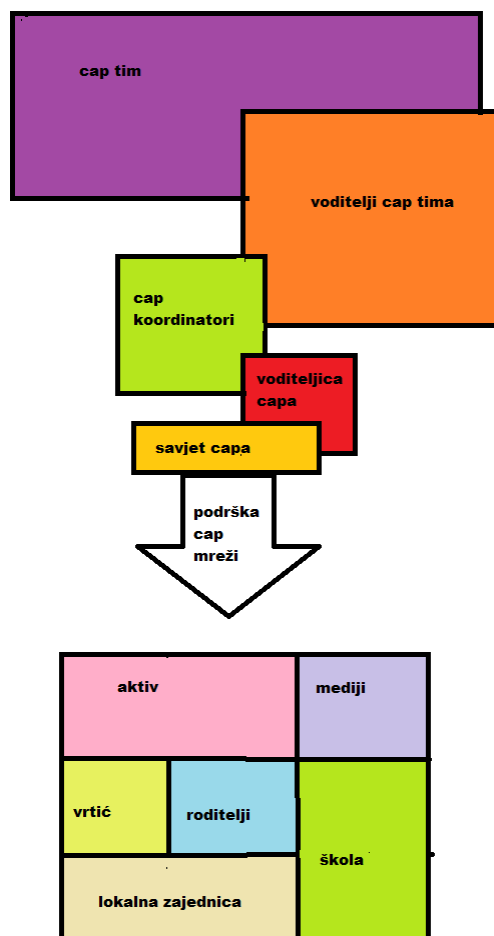 cap tim
voditelji cap tima
cap
koordinatori
voditeljica
capa
savjet capa
podrška
cap
mreži
aktiv
mediji
vrtić
roditelji
škola
lokalna zajednica